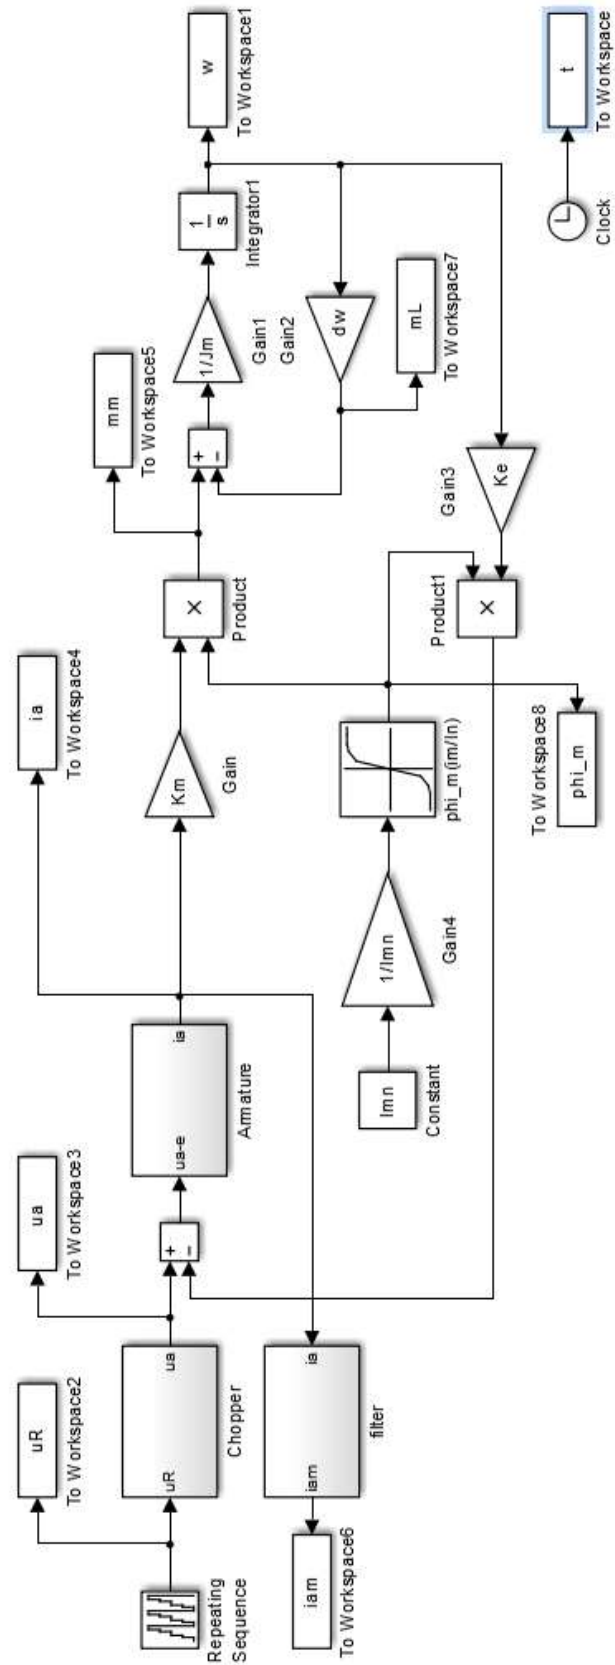 Repeating
Sequence
uR
To Workspace2
uR
ua
Chopper
ua
To Workspace3
+
−
ua-e
ia
Armature
ia
To Workspace4
Km
Gain
×
Product
mm
To Workspace5
+
−
1/Jm
Gain1
1
s
Integrator1
w
To Workspace1
Gain2
dw
mL
To Workspace7
iam
To Workspace6
iam
ia
filter
Imn
Constant
1/Imn
Gain4
phi_m(im/In)
phi_m
To Workspace8
×
Product1
Gain3
Ke
Clock
t
To Workspace